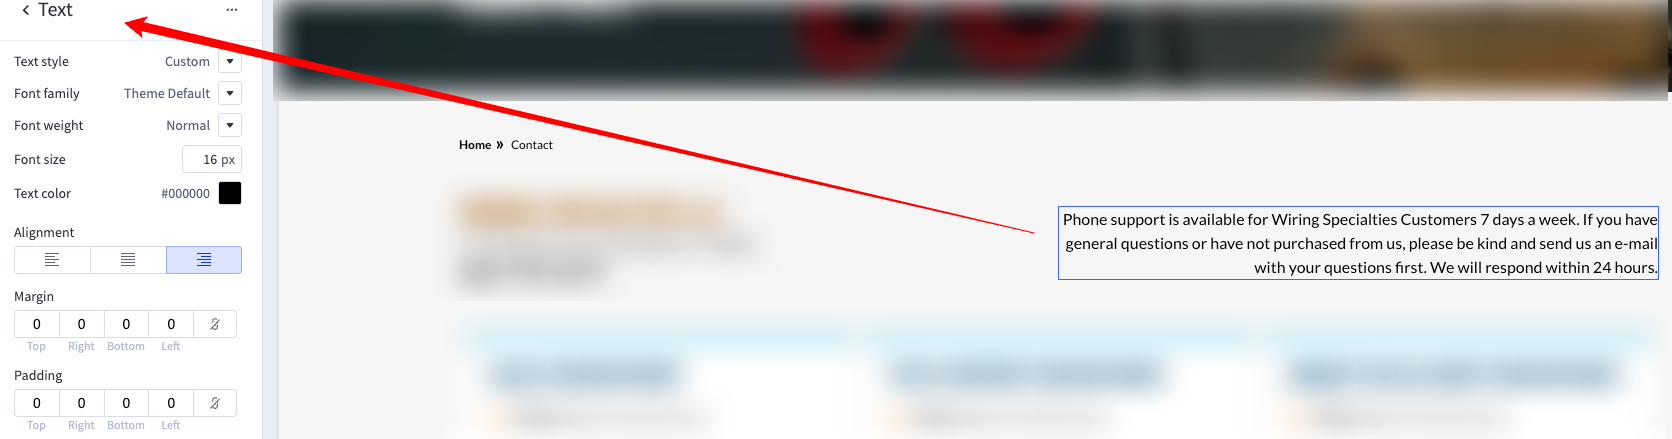 Text
...
Text style Custom
Font family Theme Default
Font weight Normal
Font size 16 px
Text color #000000
Alignment
Margin
0 0 0 0
Top Right Bottom Left
Padding
0 0 0 0
Top Right Bottom Left
Home » Contact
Phone support is available for Wiring Specialties Customers 7 days a week. If you have
general questions or have not purchased from us, please be kind and send us an e-mail
with your questions first. We will respond within 24 hours.